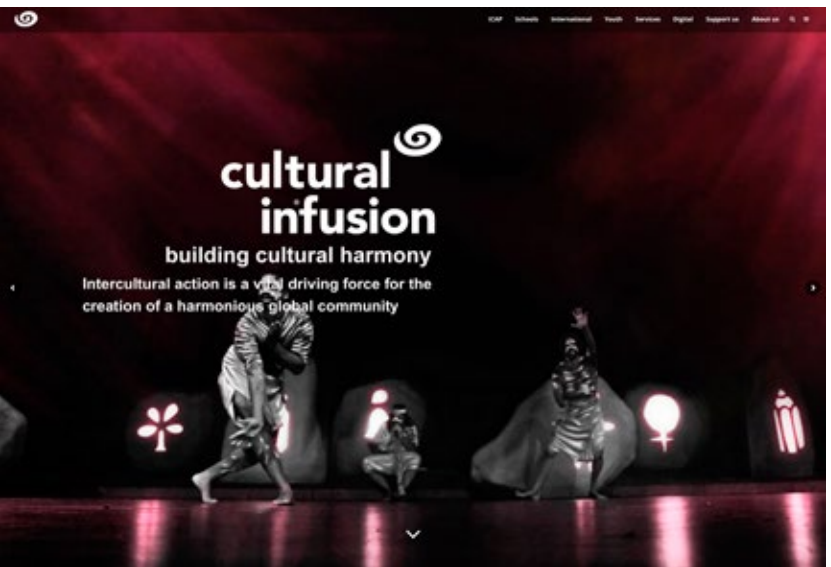 ICAP Schools International Youth Services Digital Support us About us
cultural
infusion
building cultural harmony
Intercultural action is a vital driving force for the
creation of a harmonious global community